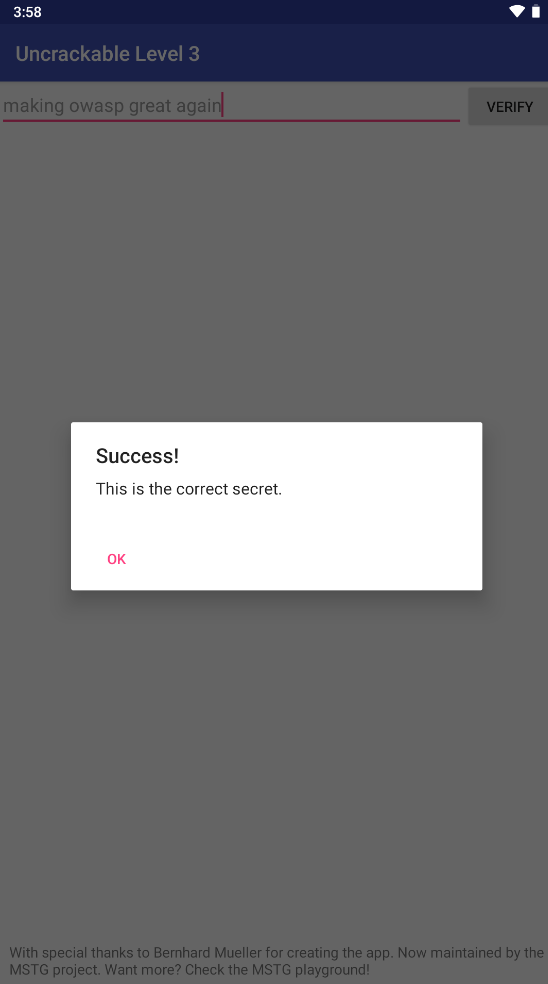 3:58
Uncrackable Level 3
making owasp great again
VERIFY
Success!
This is the correct secret.
OK
With special thanks to Bernhard Mueller for creating the app. Now maintained by the
MSTG project. Want more? Check the MSTG playground!